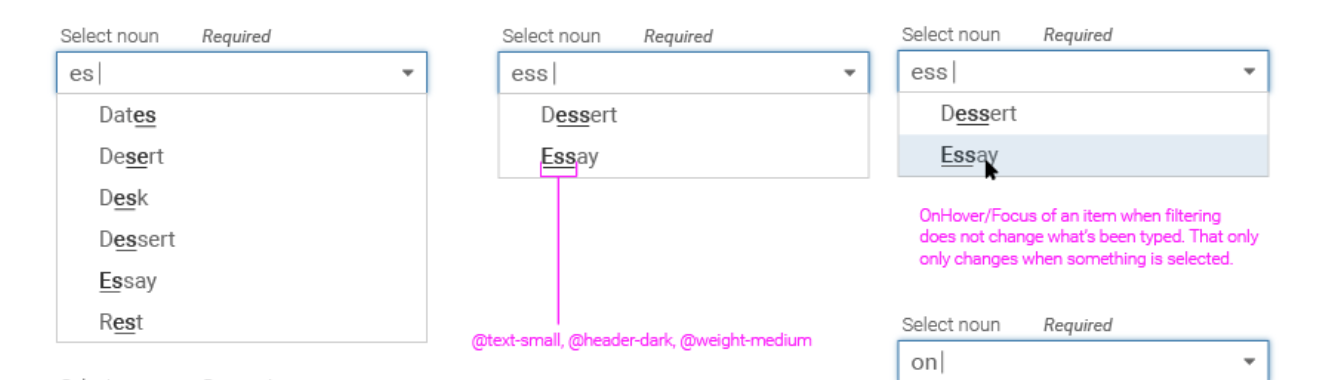 Select noun Required
es
Dates
Desert
Desk
Dessert
Essay
Rest
Select noun Required
ess
Dessert
Essay
@text-small, @header-dark, @weight-medium
Select noun Required
ess
Dessert
Essay
OnHover/Focus of an item when filtering
does not change what's been typed. That only
only changes when something is selected.
Select noun Required
on